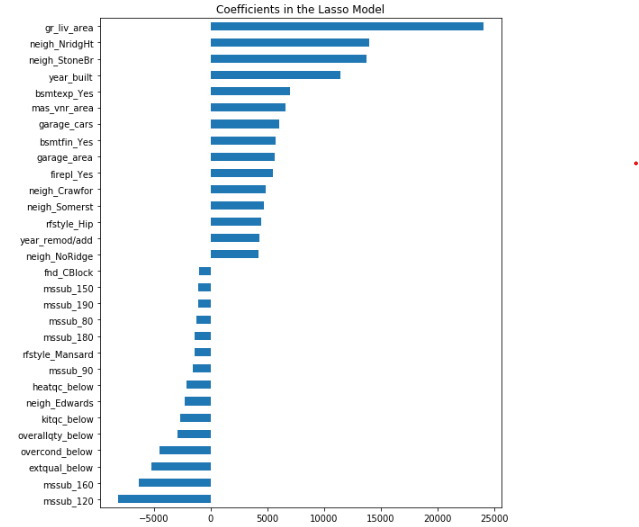 Coefficients in the Lasso Model
gr_liv_area
neigh_NridgHt
neigh_StoneBr
year_built
bsmtexp_Yes
mas_vnr_area
garage_cars
bsmtfin_Yes
garage_area
firepl_Yes
neigh_Crawfor
neigh_Somerst
rfstyle_Hip
year_remod/add
neigh_NoRidge
fnd_CBlock
mssub_150
mssub_190
mssub_80
mssub_180
rfstyle_Mansard
mssub_90
heatqc_below
neigh_Edwards
kitqc_below
overallqty_below
overcond_below
extqual_below
mssub_160
mssub_120
−5000 0 5000 10000 15000 20000 25000